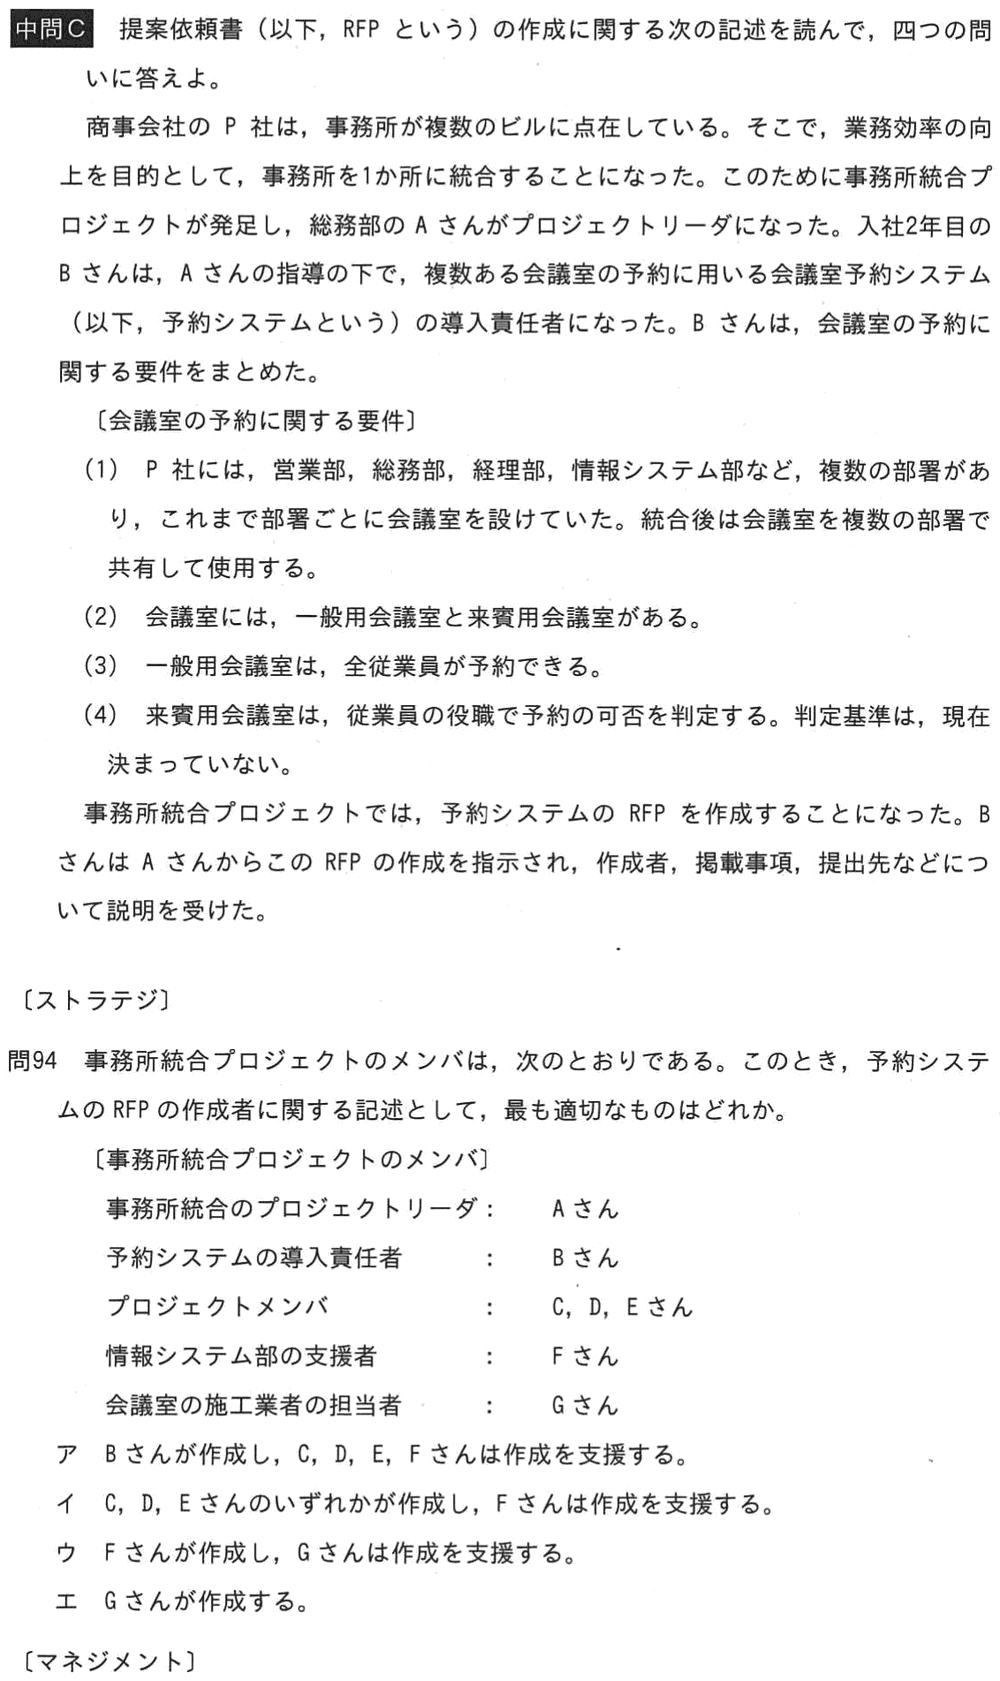 中問C 提案依頼書（以下，RFP という）の作成に関する次の記述を読んで，四つの問
いに答えよ。
商事会社の P 社は，事務所が複数のビルに点在している。そこで，業務効率の向
上を目的として，事務所を1か所に統合することになった。このために事務所統合プ
ロジェクトが発足し，総務部の A さんがプロジェクトリーダになった。入社2年目の
B さんは，A さんの指導の下で，複数ある会議室の予約に用いる会議室予約システム
（以下，予約システムという）の導入責任者になった。B さんは，会議室の予約に
関する要件をまとめた。
〔会議室の予約に関する要件〕
(1) P 社には，営業部，総務部，経理部，情報システム部など，複数の部署があ
り，これまで部署ごとに会議室を設けていた。統合後は会議室を複数の部署で
共有して使用する。
(2) 会議室には，一般用会議室と来賓用会議室がある。
(3) 一般用会議室は，全従業員が予約できる。
(4) 来賓用会議室は，従業員の役職で予約の可否を判定する。判定基準は，現在
決まっていない。
事務所統合プロジェクトでは，予約システムの RFP を作成することになった。B
さんは A さんからこの RFP の作成を指示され，作成者，掲載事項，提出先などにつ
いて説明を受けた。
〔ストラテジ〕
問94 事務所統合プロジェクトのメンバは，次のとおりである。このとき，予約システ
ムの RFP の作成者に関する記述として，最も適切なものはどれか。
〔事務所統合プロジェクトのメンバ〕
事務所統合のプロジェクトリーダ： A さん
予約システムの導入責任者 ： B さん
プロジェクトメンバ ： C，D，E さん
情報システム部の支援者 ： F さん
会議室の施工業者の担当者 ： G さん
ア B さんが作成し，C，D，E，F さんは作成を支援する。
イ C，D，E さんのいずれかが作成し，F さんは作成を支援する。
ウ F さんが作成し，G さんは作成を支援する。
エ G さんが作成する。
〔マネジメント〕